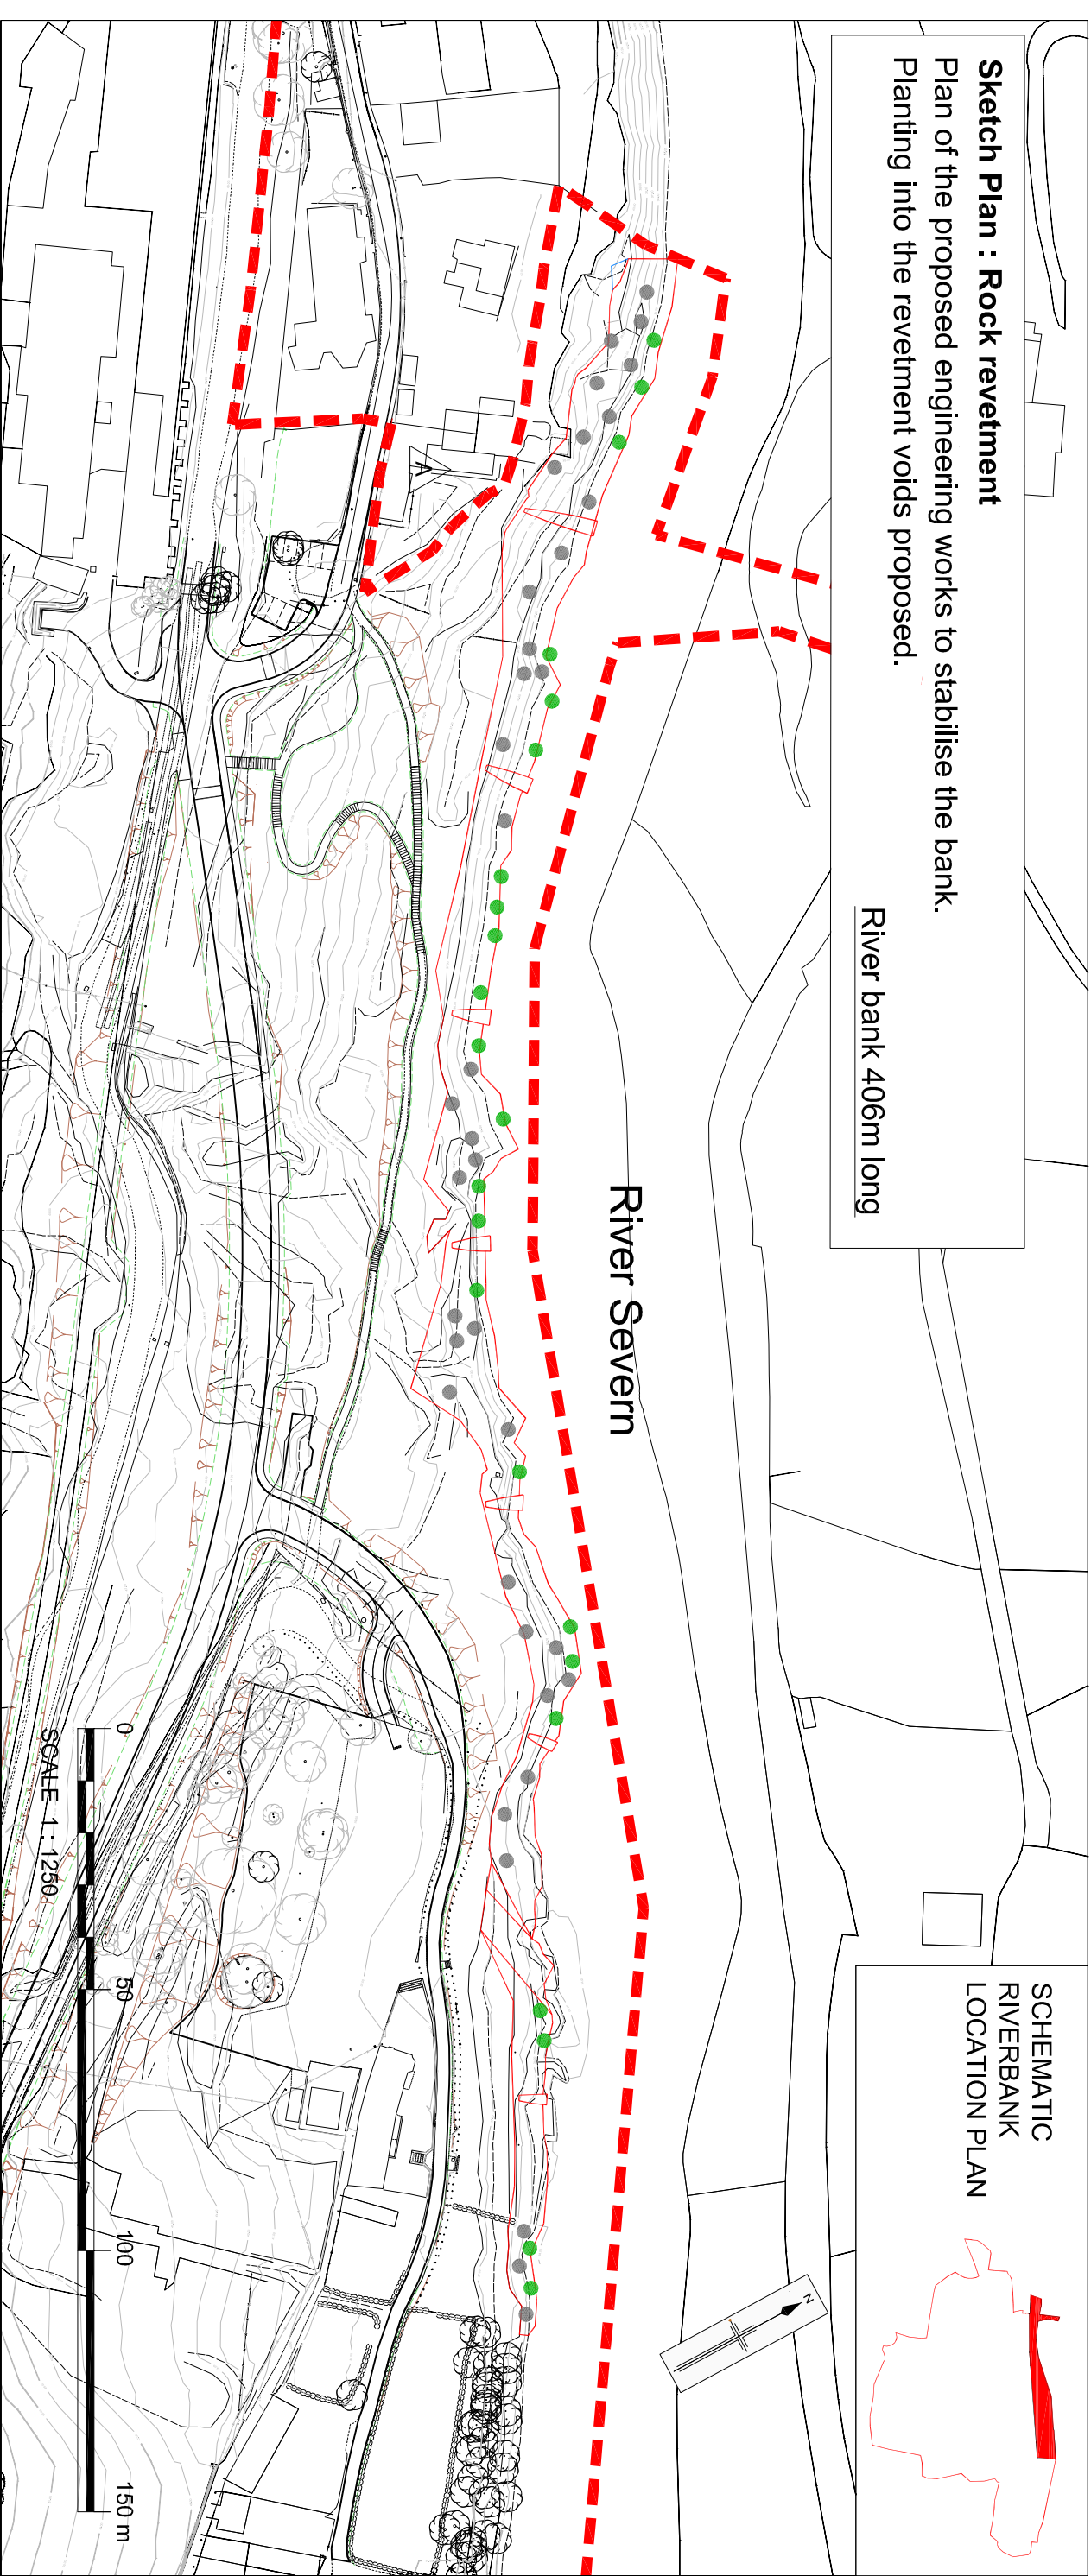 Sketch Plan : Rock revetment
Plan of the proposed engineering works to stabilise the bank.
Planting into the revetment voids proposed.
River bank 406m long
SCHEMATIC
RIVERBANK
LOCATION PLAN
River Severn
A
N
0
50
100
150 m
SCALE 1 : 1250